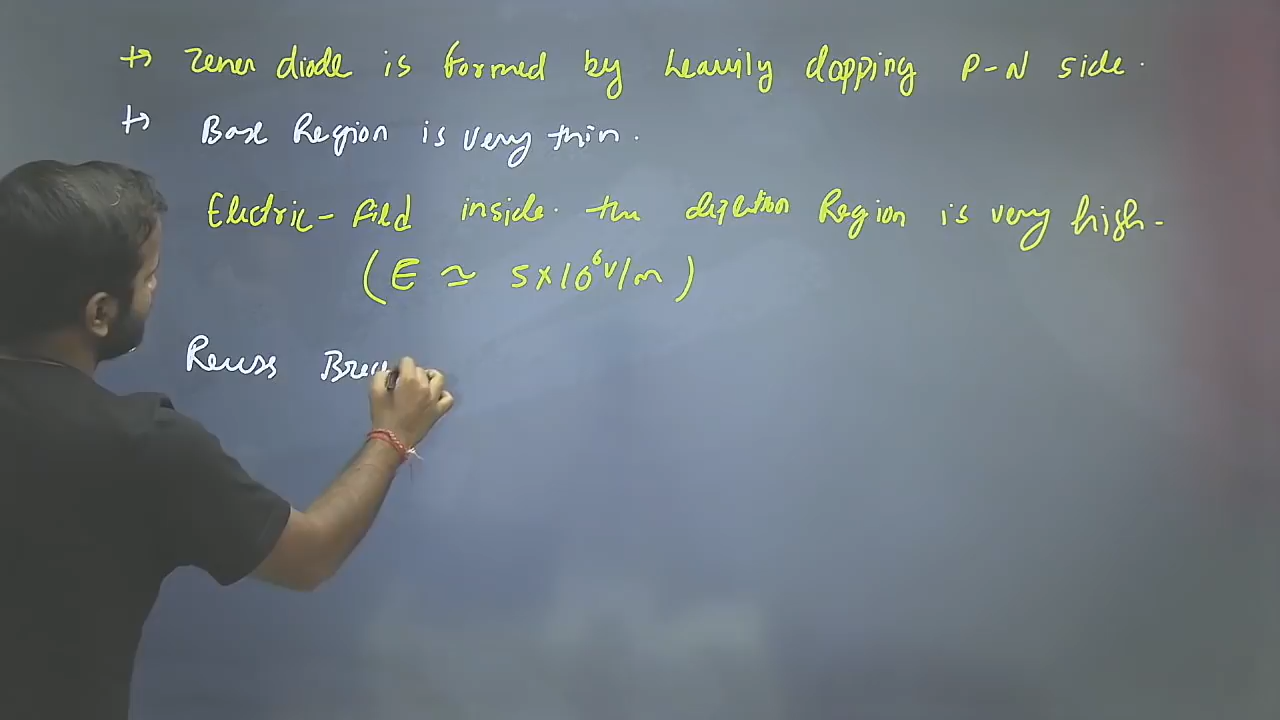 ↦ Zener diode is formed by heavily dopping P-N side.
↦ Base Region is very thin.
Electric-field inside. the depletion Region is very high-
(E ≃ 5×10⁶ V/m)